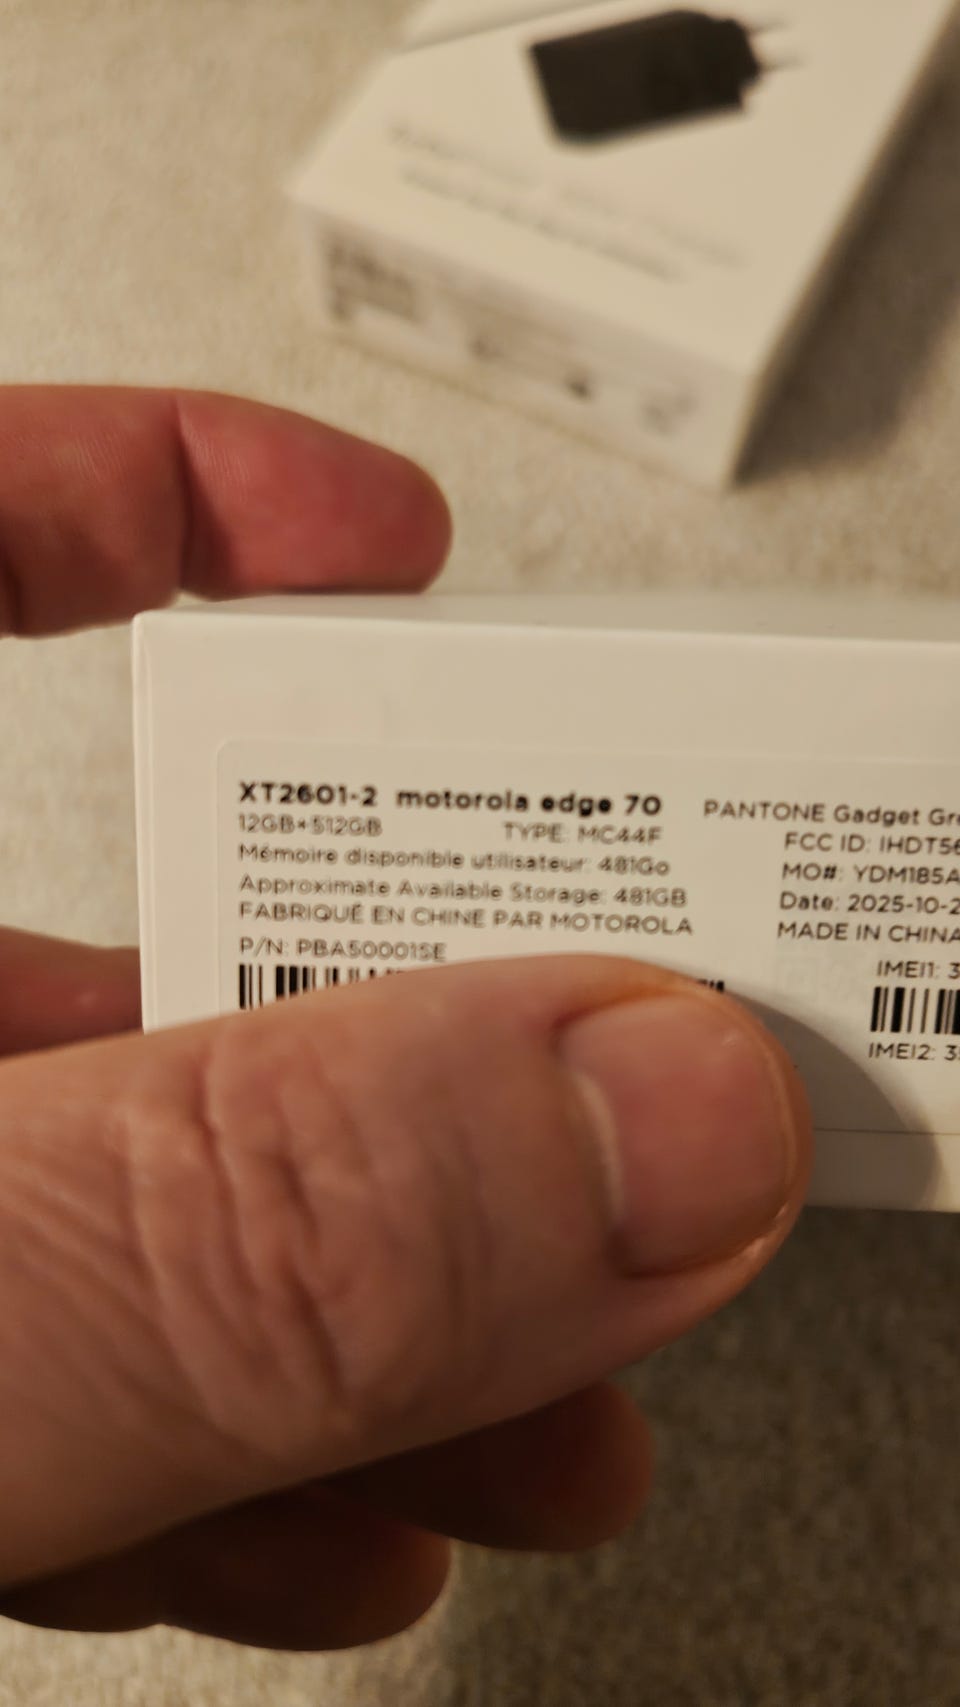 XT2601-2 motorola edge 70
12GB+512GB TYPE: MC44F
Mémoire disponible utilisateur: 481Go
Approximate Available Storage: 481GB
FABRIQUÉ EN CHINE PAR MOTOROLA
P/N: PBA50001SE
PANTONE Gadget Gr
FCC ID: IHDT56
MO#: YDM185A
Date: 2025-10-2
MADE IN CHINA
IMEI1: 3
IMEI2: 35